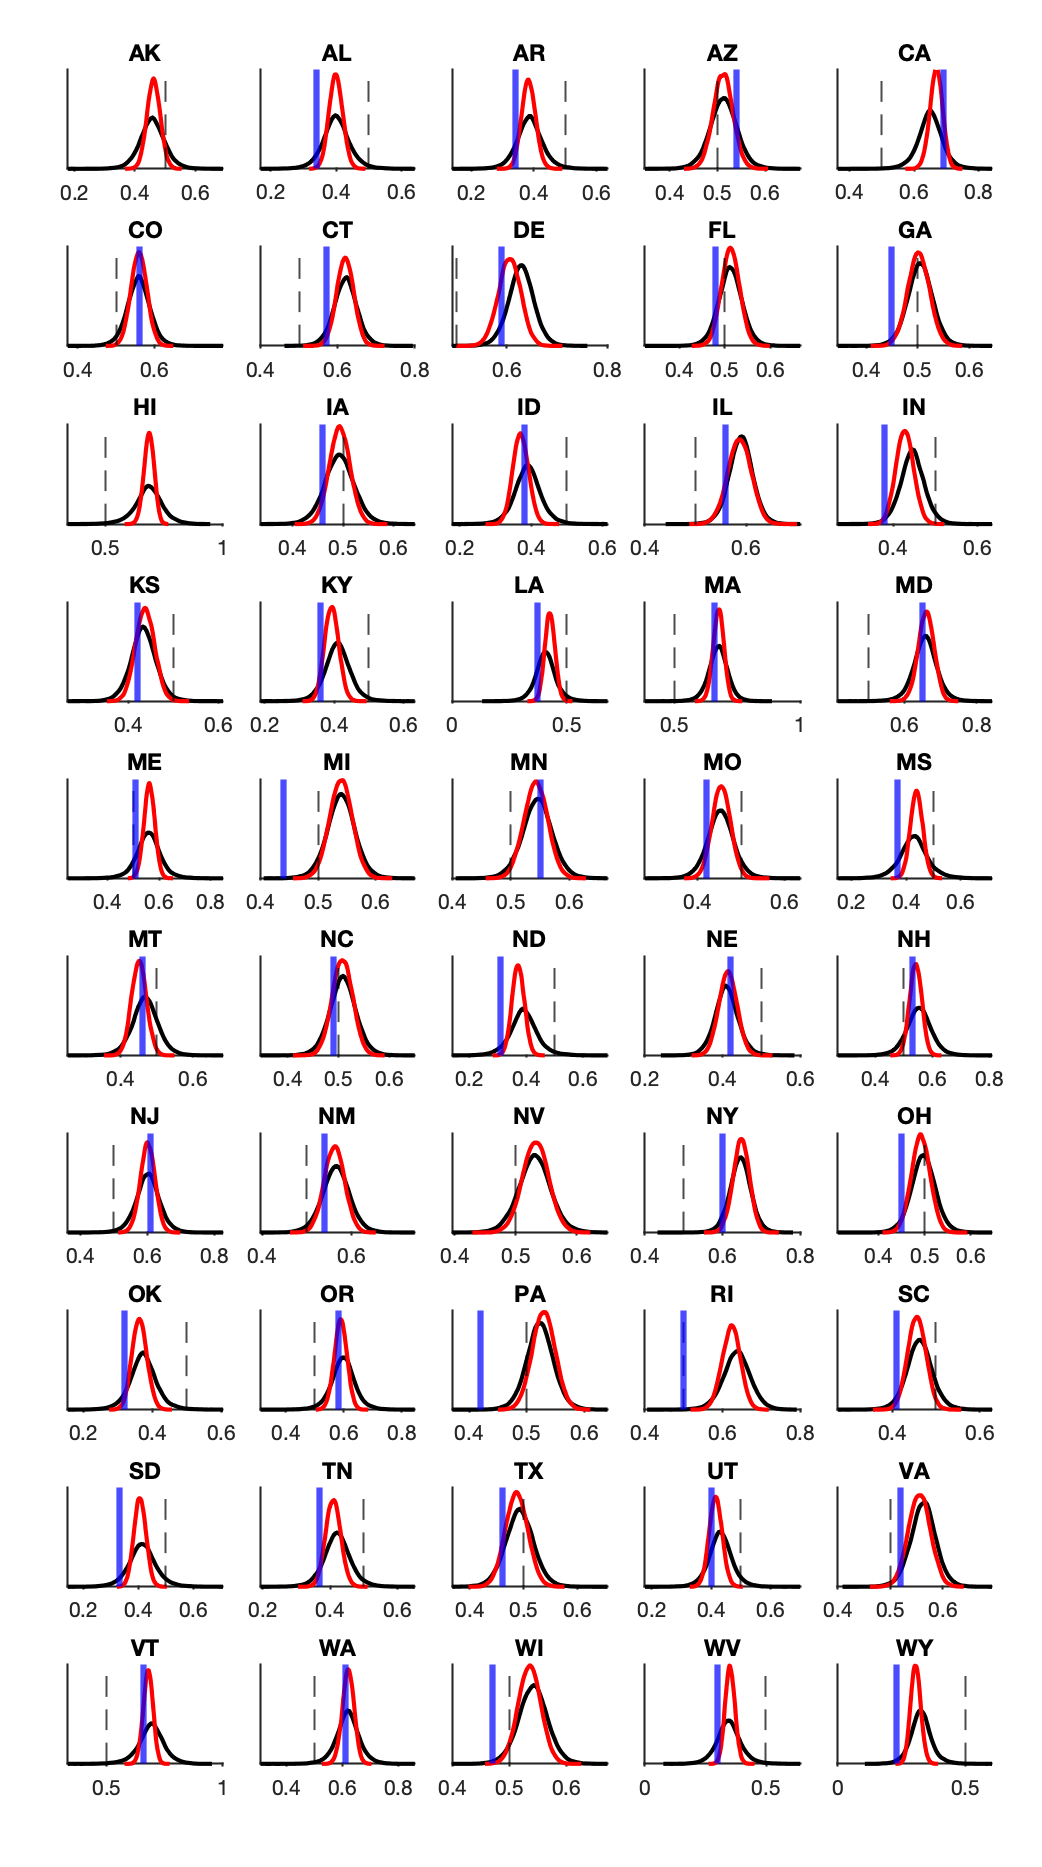 AK AL AR AZ CA
0.2 0.4 0.6 0.2 0.4 0.6 0.2 0.4 0.6 0.4 0.5 0.6 0.4 0.6 0.8
CO CT DE FL GA
0.4 0.6 0.4 0.6 0.8 0.6 0.8 0.4 0.5 0.6 0.4 0.5 0.6
HI IA ID IL IN
0.5 1 0.4 0.5 0.6 0.2 0.4 0.6 0.4 0.6 0.4 0.6
KS KY LA MA MD
0.4 0.6 0.2 0.4 0.6 0 0.5 0.5 1 0.6 0.8
ME MI MN MO MS
0.4 0.6 0.8 0.4 0.5 0.6 0.4 0.5 0.6 0.4 0.6 0.2 0.4 0.6
MT NC ND NE NH
0.4 0.6 0.4 0.5 0.6 0.2 0.4 0.6 0.2 0.4 0.6 0.4 0.6 0.8
NJ NM NV NY OH
0.4 0.6 0.8 0.4 0.6 0.4 0.5 0.6 0.4 0.6 0.8 0.4 0.5 0.6
OK OR PA RI SC
0.2 0.4 0.6 0.4 0.6 0.8 0.4 0.5 0.6 0.4 0.6 0.8 0.4 0.6
SD TN TX UT VA
0.2 0.4 0.6 0.2 0.4 0.6 0.4 0.5 0.6 0.2 0.4 0.6 0.4 0.5 0.6
VT WA WI WV WY
0.5 1 0.4 0.6 0.8 0.4 0.5 0.6 0 0.5 0 0.5